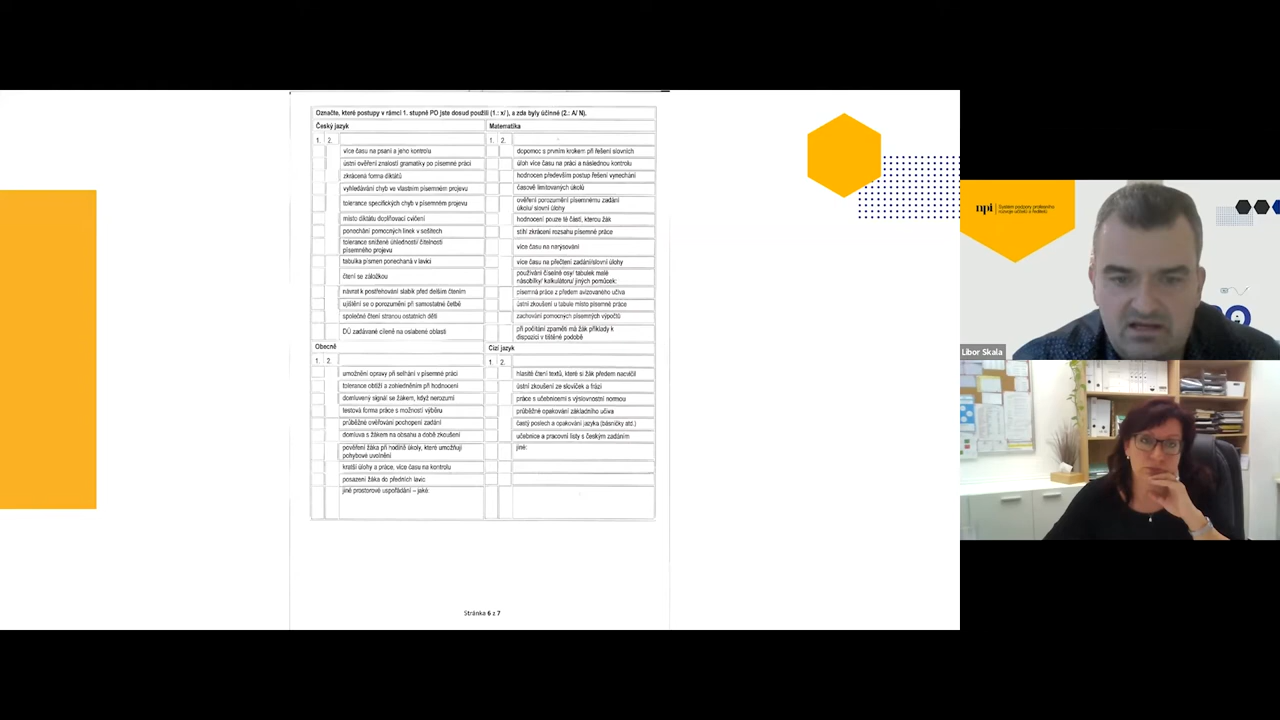 Označte, které postupy v rámci 1. stupně PO jste dosud použili (1.: x/ ), a zda byly účinné (2.: A/ N).
Český jazyk
1. 2.
více času na psaní a jeho kontrolu
ústní ověření znalostí gramatiky po písemné práci
zkrácená forma diktátů
vyhledávání chyb ve vlastním písemném projevu
tolerance specifických chyb v písemném projevu
místo diktátu doplňovací cvičení
ponechání pomocných linek v sešitech
tolerance snížené úhlednosti/ čitelnosti
písemného projevu
tabulka písmen ponechaná v lavici
čtení se záložkou
návrat k postřehování slabik před delším čtením
ujištění se o porozumění při samostatné četbě
společné čtení stranou ostatních dětí
DÚ zadávané cíleně na oslabené oblasti
Matematika
1. 2.
dopomoc s prvním krokem při řešení slovních
úloh více času na práci a následnou kontrolu
hodnocen především postup řešení vynechání
časově limitovaných úkolů
ověření porozumění písemnému zadání
úkolu/ slovní úlohy
hodnocení pouze té části, kterou žák
stihl zkrácení rozsahu písemné práce
více času na narýsování
více času na přečtení zadání/slovní úlohy
používání číselné osy/ tabulek malé
násobilky/ kalkulátoru/ jiných pomůcek:
písemná práce z předem avizovaného učiva
ústní zkoušení u tabule místo písemné práce
zachování pomocných písemných výpočtů
při počítání zpaměti má žák příklady k
dispozici v tištěné podobě
Obecně
1. 2.
umožnění opravy při selhání v písemné práci
tolerance obtíží a zohledněním při hodnocení
domluvený signál se žákem, když nerozumí
testová forma práce s možností výběru
průběžné ověřování pochopení zadání
domluva s žákem na obsahu a době zkoušení
pověření žáka při hodině úkoly, které umožňují
pohybové uvolnění
kratší úlohy a práce, více času na kontrolu
posazení žáka do předních lavic
jiné prostorové uspořádání – jaké:
Cizí jazyk
1. 2.
hlasité čtení textů, které si žák předem nacvičil
ústní zkoušení ze slovíček a frází
práce s učebnicemi s výslovnostní normou
průběžné opakování základního učiva
častý poslech a opakování jazyka (básničky atd.)
učebnice a pracovní listy s českým zadáním
jiné:
Stránka 6 z 7
npi
Systém podpory profesního
rozvoje učitelů a ředitelů
Libor Skala